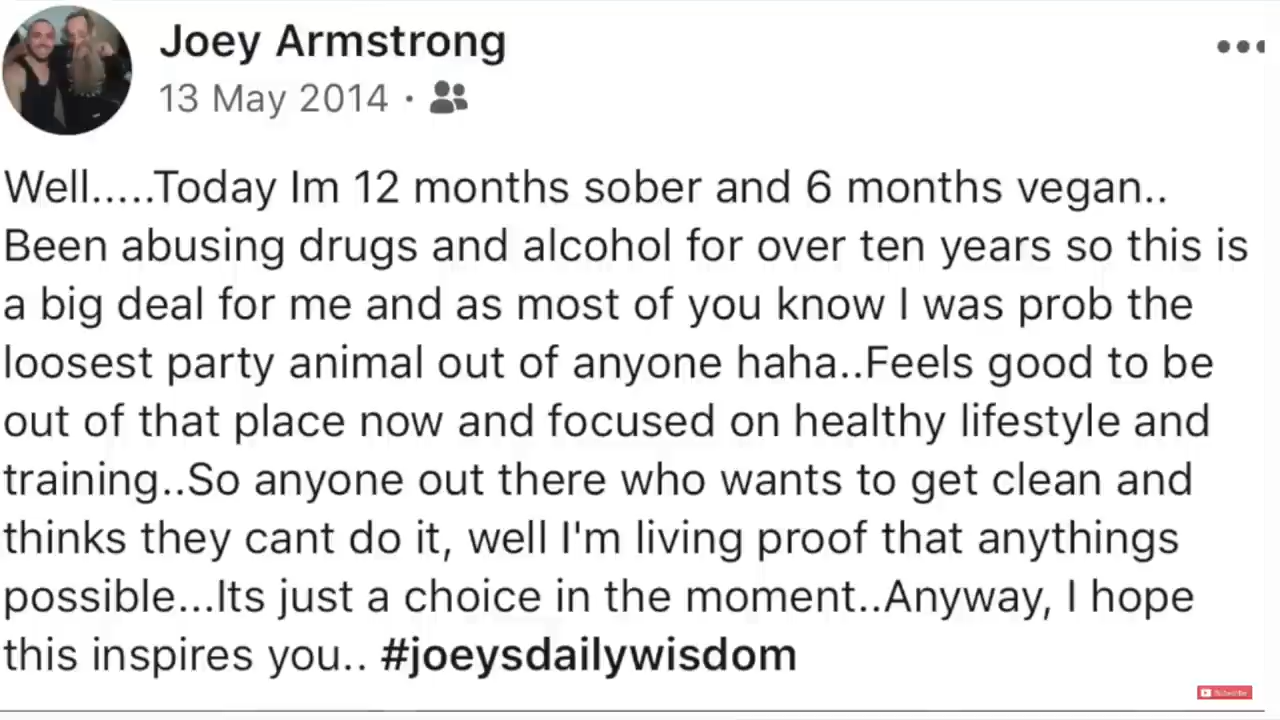 Joey Armstrong
13 May 2014 ·
Well.....Today Im 12 months sober and 6 months vegan..
Been abusing drugs and alcohol for over ten years so this is
a big deal for me and as most of you know I was prob the
loosest party animal out of anyone haha..Feels good to be
out of that place now and focused on healthy lifestyle and
training..So anyone out there who wants to get clean and
thinks they cant do it, well I'm living proof that anythings
possible...Its just a choice in the moment..Anyway, I hope
this inspires you.. #joeysdailywisdom
Subscribe